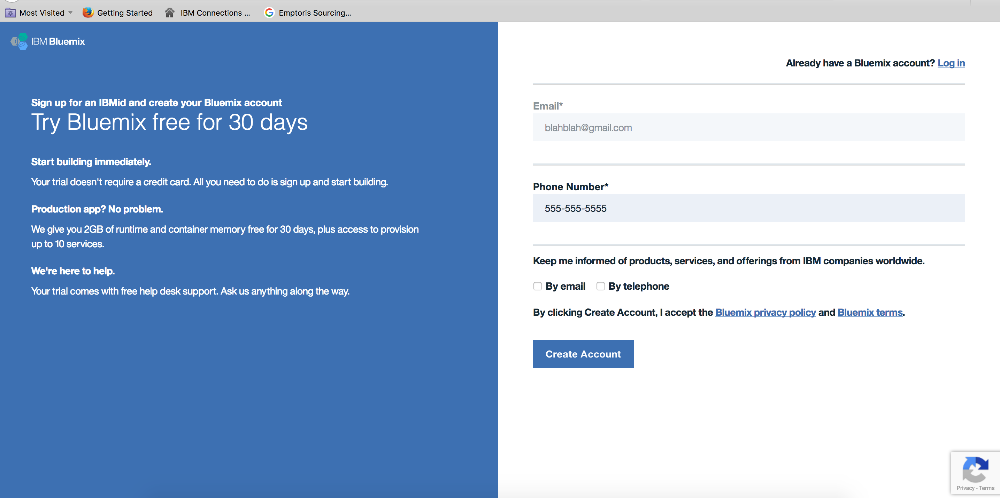 Most Visited
Getting Started
IBM Connections ...
Emptoris Sourcing...
IBM Bluemix
Sign up for an IBMid and create your Bluemix account
Try Bluemix free for 30 days
Start building immediately.
Your trial doesn't require a credit card. All you need to do is sign up and start building.
Production app? No problem.
We give you 2GB of runtime and container memory free for 30 days, plus access to provision
up to 10 services.
We're here to help.
Your trial comes with free help desk support. Ask us anything along the way.
Already have a Bluemix account? Log in
Email*
blahblah@gmail.com
Phone Number*
555-555-5555
Keep me informed of products, services, and offerings from IBM companies worldwide.
By email By telephone
By clicking Create Account, I accept the Bluemix privacy policy and Bluemix terms.
Create Account
Privacy - Terms